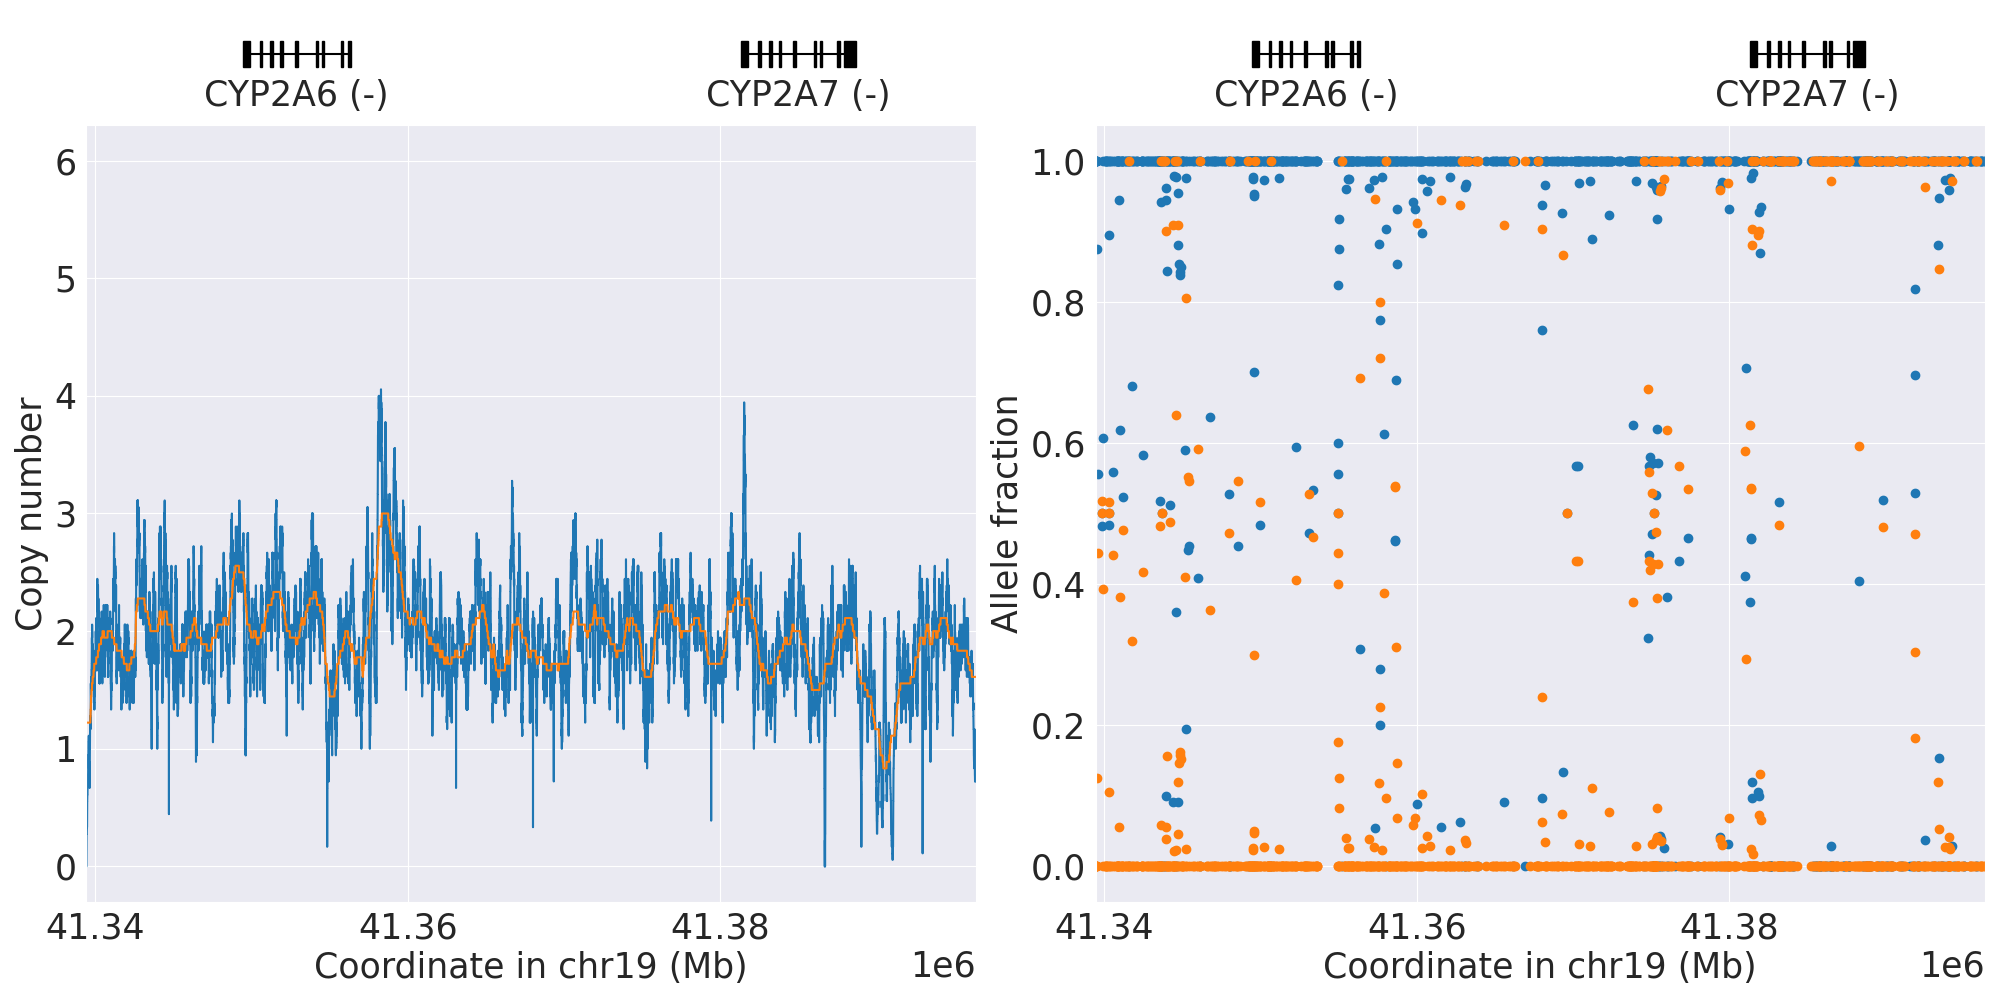 CYP2A6 (-)
CYP2A7 (-)
CYP2A6 (-)
CYP2A7 (-)
6
5
4
3
2
1
0
Copy number
41.34
41.36
41.38
Coordinate in chr19 (Mb)
1e6
1.0
0.8
0.6
0.4
0.2
0.0
Allele fraction
41.34
41.36
41.38
Coordinate in chr19 (Mb)
1e6